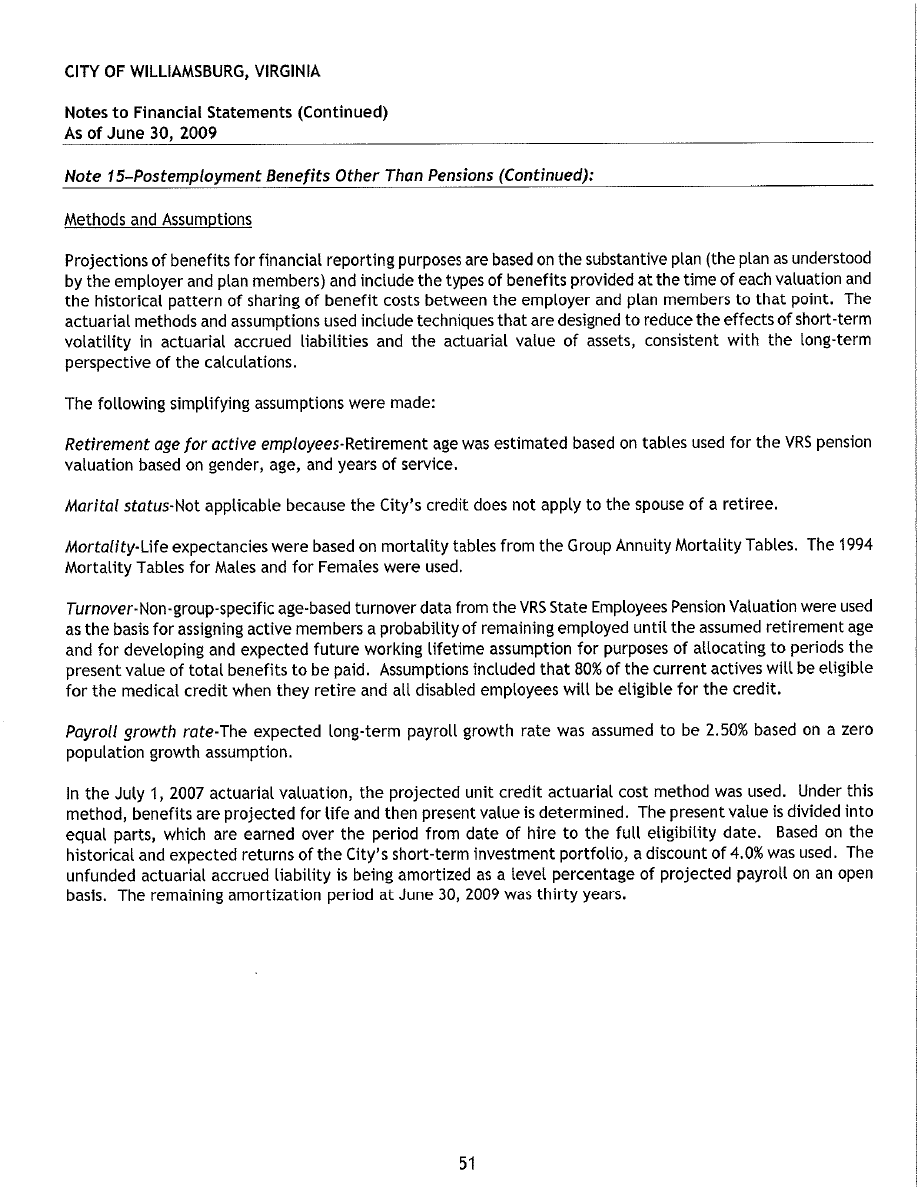 CITY OF WILLIAMSBURG, VIRGINIA
Notes to Financial Statements (Continued)
As of June 30, 2009
Note 15–Postemployment Benefits Other Than Pensions (Continued):
Methods and Assumptions
Projections of benefits for financial reporting purposes are based on the substantive plan (the plan as understood
by the employer and plan members) and include the types of benefits provided at the time of each valuation and
the historical pattern of sharing of benefit costs between the employer and plan members to that point. The
actuarial methods and assumptions used include techniques that are designed to reduce the effects of short-term
volatility in actuarial accrued liabilities and the actuarial value of assets, consistent with the long-term
perspective of the calculations.
The following simplifying assumptions were made:
Retirement age for active employees-Retirement age was estimated based on tables used for the VRS pension
valuation based on gender, age, and years of service.
Marital status-Not applicable because the City's credit does not apply to the spouse of a retiree.
Mortality-Life expectancies were based on mortality tables from the Group Annuity Mortality Tables. The 1994
Mortality Tables for Males and for Females were used.
Turnover-Non-group-specific age-based turnover data from the VRS State Employees Pension Valuation were used
as the basis for assigning active members a probability of remaining employed until the assumed retirement age
and for developing and expected future working lifetime assumption for purposes of allocating to periods the
present value of total benefits to be paid. Assumptions included that 80% of the current actives will be eligible
for the medical credit when they retire and all disabled employees will be eligible for the credit.
Payroll growth rate-The expected long-term payroll growth rate was assumed to be 2.50% based on a zero
population growth assumption.
In the July 1, 2007 actuarial valuation, the projected unit credit actuarial cost method was used. Under this
method, benefits are projected for life and then present value is determined. The present value is divided into
equal parts, which are earned over the period from date of hire to the full eligibility date. Based on the
historical and expected returns of the City's short-term investment portfolio, a discount of 4.0% was used. The
unfunded actuarial accrued liability is being amortized as a level percentage of projected payroll on an open
basis. The remaining amortization period at June 30, 2009 was thirty years.
51